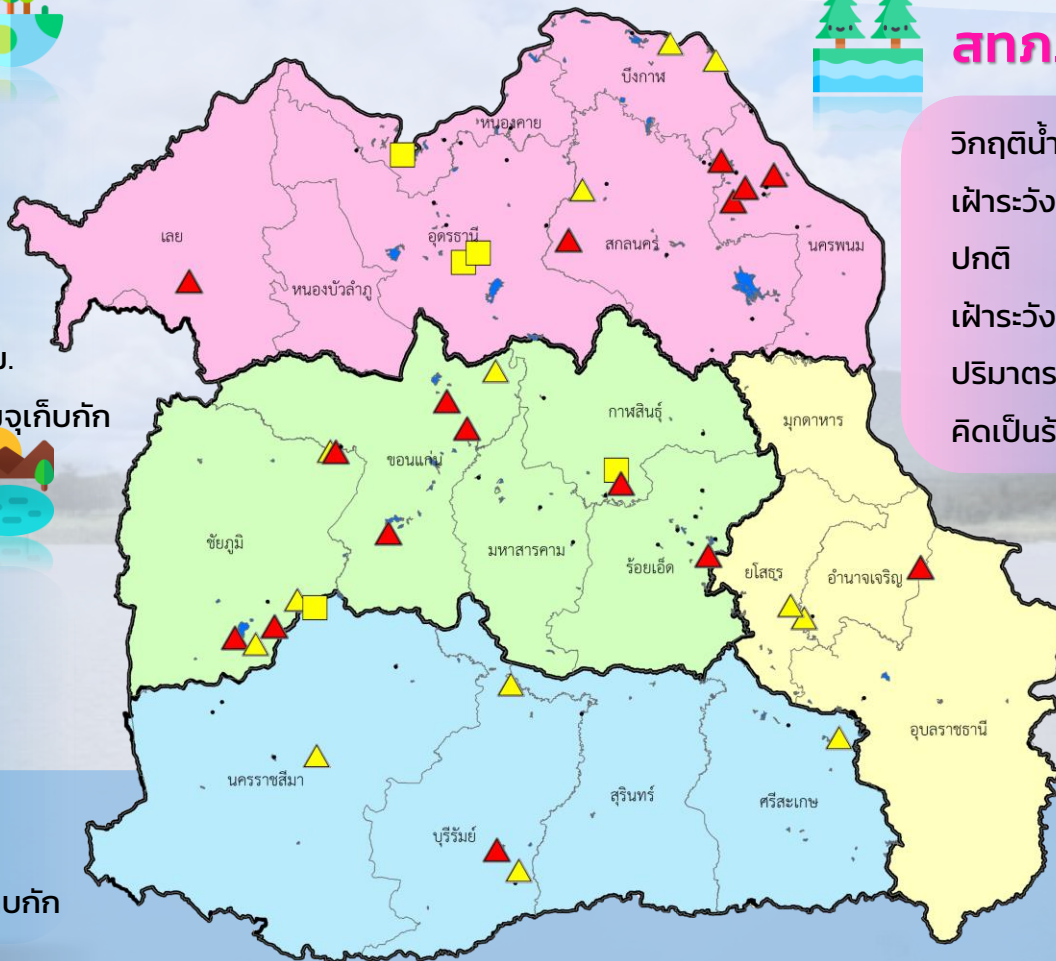 สทภ.
วิกฤติน้ำ
เฝ้าระวัง
ปกติ
เฝ้าระวัง
ปริมาตร
คิดเป็นร้
ม.
จุเก็บกัก
บกัก
บึงกาฬ
หนองคาย
เลย
อุดรธานี
สกลนคร
นครพนม
หนองบัวลำภู
กาฬสินธุ์
มุกดาหาร
ขอนแก่น
ชัยภูมิ
มหาสารคาม
ร้อยเอ็ด
ยโสธร
อำนาจเจริญ
อุบลราชธานี
นครราชสีมา
สุรินทร์
ศรีสะเกษ
บุรีรัมย์